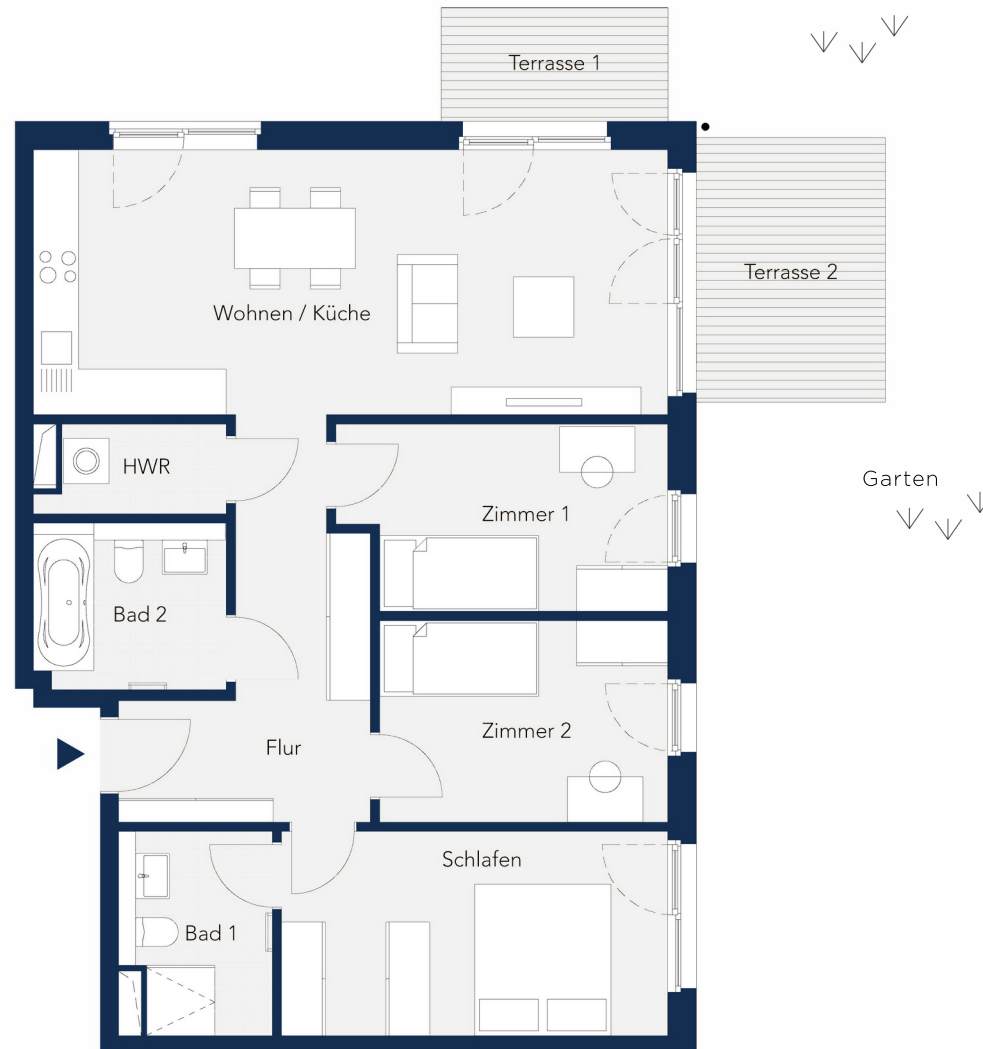 Terrasse 1
Terrasse 2
Wohnen / Küche
HWR
Garten
Zimmer 1
Bad 2
Zimmer 2
Flur
Schlafen
Bad 1